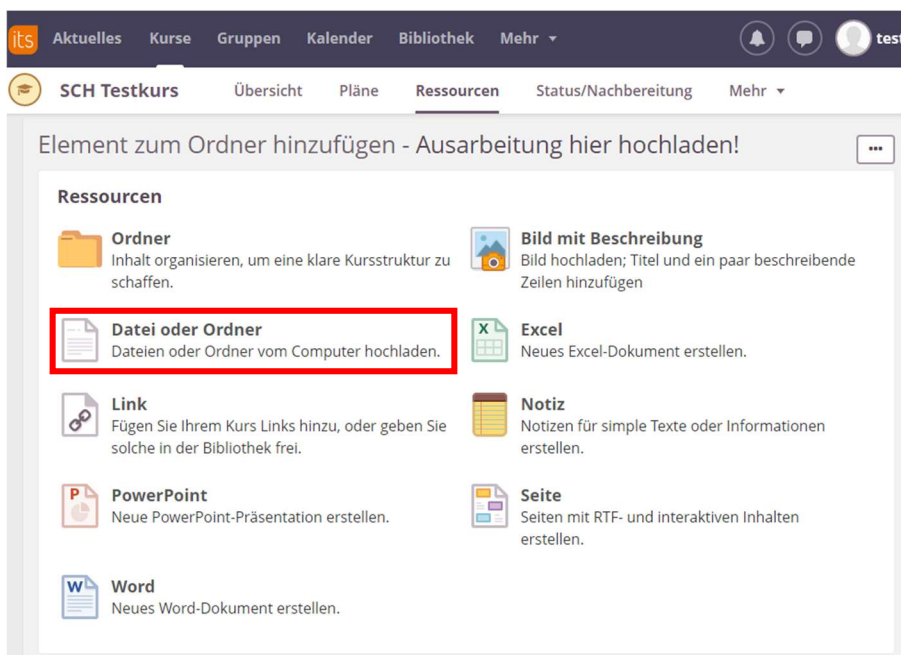 its Aktuelles Kurse Gruppen Kalender Bibliothek Mehr test
SCH Testkurs Übersicht Pläne Ressourcen Status/Nachbereitung Mehr
Element zum Ordner hinzufügen - Ausarbeitung hier hochladen!
Ressourcen
Ordner
Inhalt organisieren, um eine klare Kursstruktur zu
schaffen.
Bild mit Beschreibung
Bild hochladen; Titel und ein paar beschreibende
Zeilen hinzufügen
Datei oder Ordner
Dateien oder Ordner vom Computer hochladen.
Excel
Neues Excel-Dokument erstellen.
Link
Fügen Sie Ihrem Kurs Links hinzu, oder geben Sie
solche in der Bibliothek frei.
Notiz
Notizen für simple Texte oder Informationen
erstellen.
PowerPoint
Neue PowerPoint-Präsentation erstellen.
Seite
Seiten mit RTF- und interaktiven Inhalten
erstellen.
Word
Neues Word-Dokument erstellen.